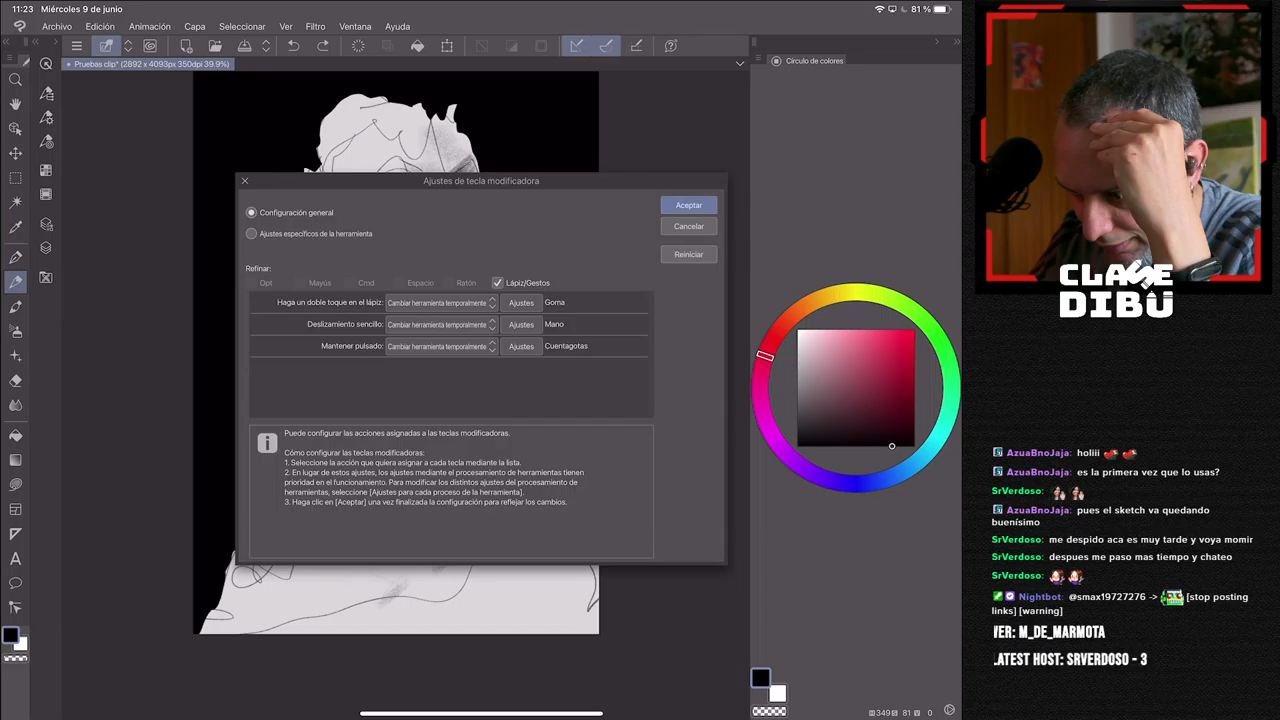 11:23 Miércoles 9 de junio
81 %
Archivo Edición Animación Capa Seleccionar Ver Filtro Ventana Ayuda
Pruebas clip* (2892 x 4093px 350dpi 39.9%)
Círculo de colores
Ajustes de tecla modificadora
Configuración general
Aceptar
Ajustes específicos de la herramienta
Cancelar
Reiniciar
Refinar:
Opt Mayús Cmd Espacio Ratón Lápiz/Gestos
Haga un doble toque en el lápiz: Cambiar herramienta temporalmente Ajustes Goma
Deslizamiento sencillo: Cambiar herramienta temporalmente Ajustes Mano
Mantener pulsado: Cambiar herramienta temporalmente Ajustes Cuentagotas
Puede configurar las acciones asignadas a las teclas modificadoras.
Cómo configurar las teclas modificadoras:
1. Seleccione la acción que quiera asignar a cada tecla mediante la lista.
2. En lugar de estos ajustes, los ajustes mediante el procesamiento de herramientas tienen
prioridad en el funcionamiento. Para modificar los distintos ajustes del procesamiento de
herramientas, seleccione [Ajustes para cada proceso de la herramienta].
3. Haga clic en [Aceptar] una vez finalizada la configuración para reflejar los cambios.
349 81 0
CLASE
DIBU
AzuaBnoJaja: holiii
AzuaBnoJaja: es la primera vez que lo usas?
SrVerdoso:
AzuaBnoJaja: pues el sketch va quedando
buenísimo
SrVerdoso: me despido aca es muy tarde y voya momir
SrVerdoso: despues me paso mas tiempo y chateo
SrVerdoso:
Nightbot: @smax19727276 -> [stop posting
links] [warning]
VER: M_DE_MARMOTA
LATEST HOST: SRVERDOSO - 3